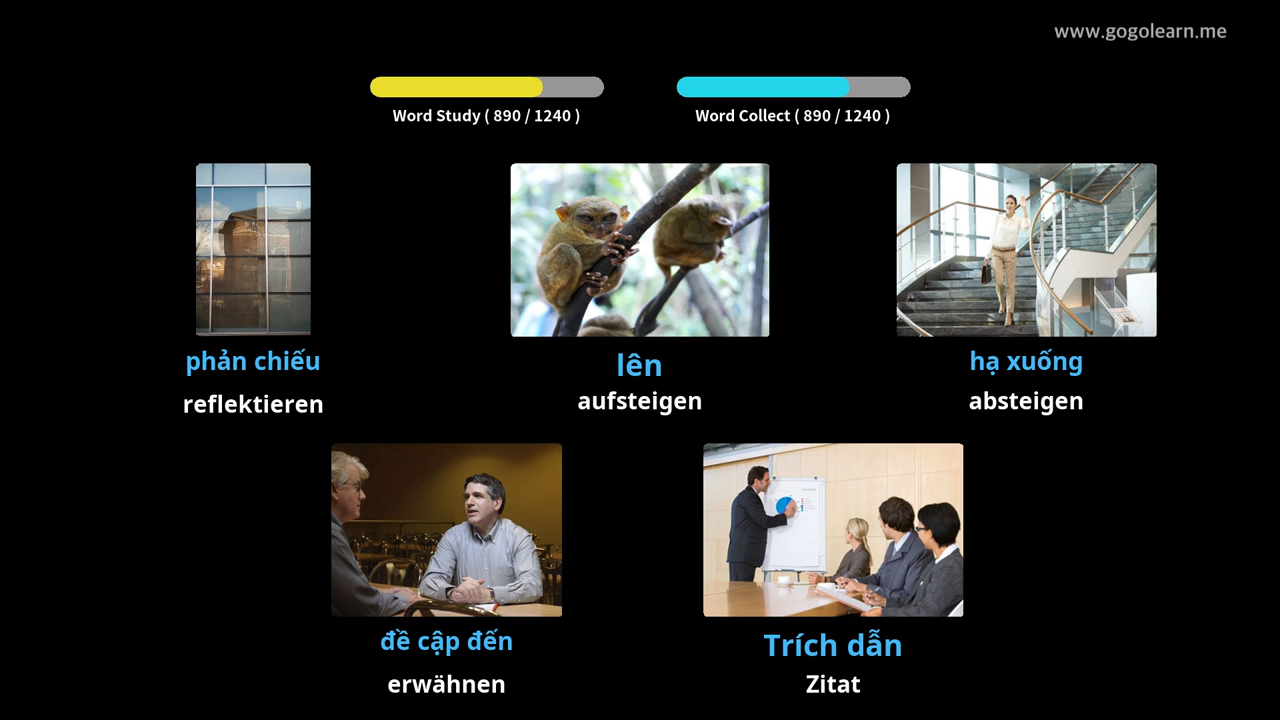 www.gogolearn.me
Word Study ( 890 / 1240 )
Word Collect ( 890 / 1240 )
phản chiếu
reflektieren
lên
aufsteigen
hạ xuống
absteigen
đề cập đến
erwähnen
Trích dẫn
Zitat